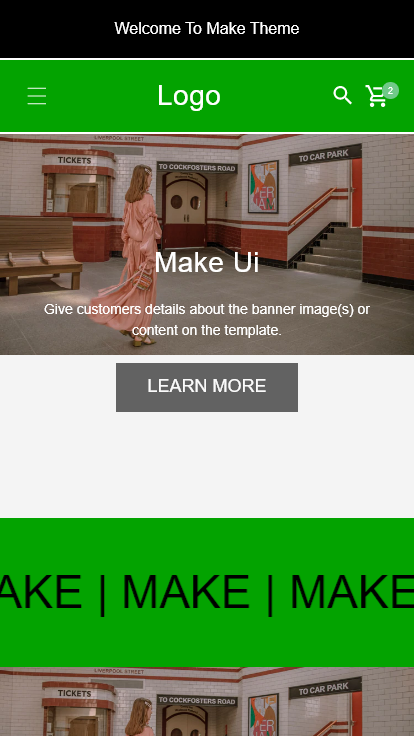 Welcome To Make Theme
Logo
2
LIVERPOOL STREET
TICKETS
TO COCKFOSTERS ROAD
TO CAR PARK
Make Ui
Give customers details about the banner image(s) or
content on the template.
LEARN MORE
AKE | MAKE | MAKE
LIVERPOOL STREET
TICKETS
TO COCKFOSTERS ROAD
TO CAR PARK